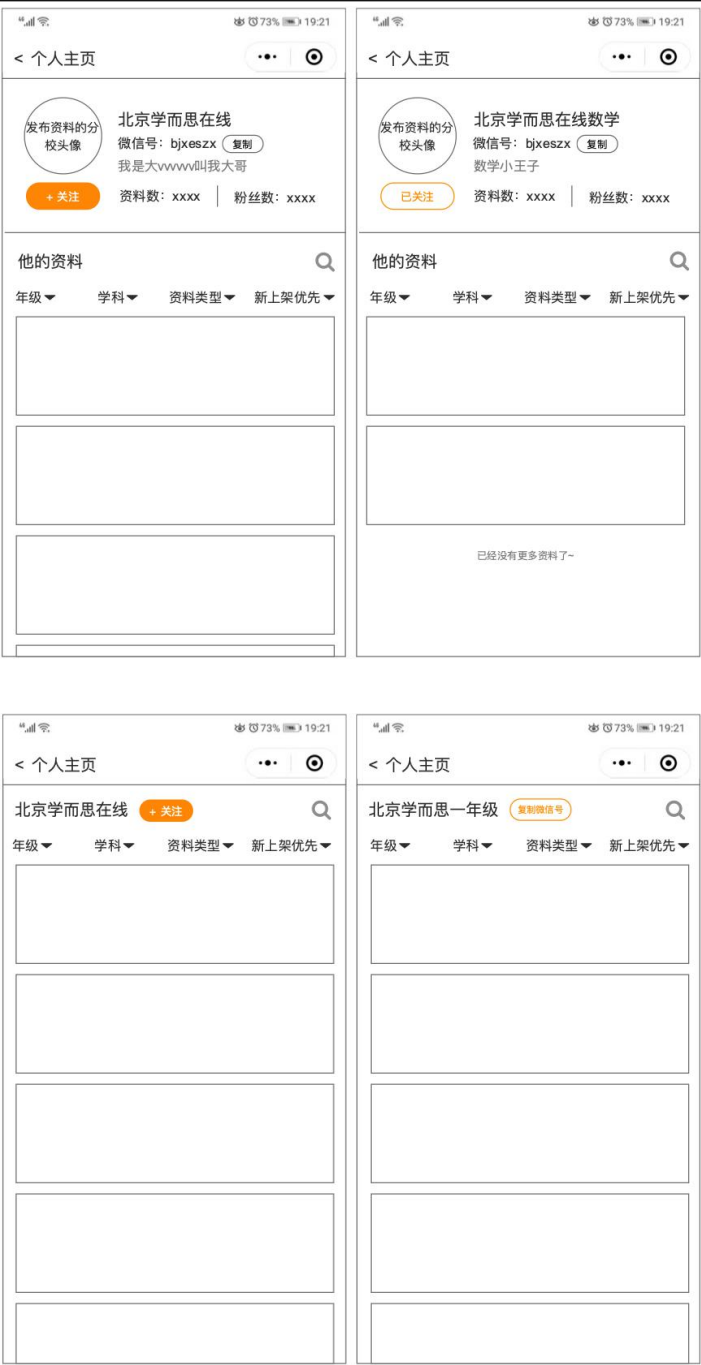 73% 19:21
< 个人主页
发布资料的分
校头像
北京学而思在线
微信号：bjxeszx 复制
我是大vvvvv叫我大哥
+ 关注 资料数：xxxx 粉丝数：xxxx
他的资料
年级 学科 资料类型 新上架优先
73% 19:21
< 个人主页
发布资料的分
校头像
北京学而思在线数学
微信号：bjxeszx 复制
数学小王子
已关注 资料数：xxxx 粉丝数：xxxx
他的资料
年级 学科 资料类型 新上架优先
已经没有更多资料了~
73% 19:21
< 个人主页
北京学而思在线 + 关注
年级 学科 资料类型 新上架优先
73% 19:21
< 个人主页
北京学而思一年级 复制微信号
年级 学科 资料类型 新上架优先